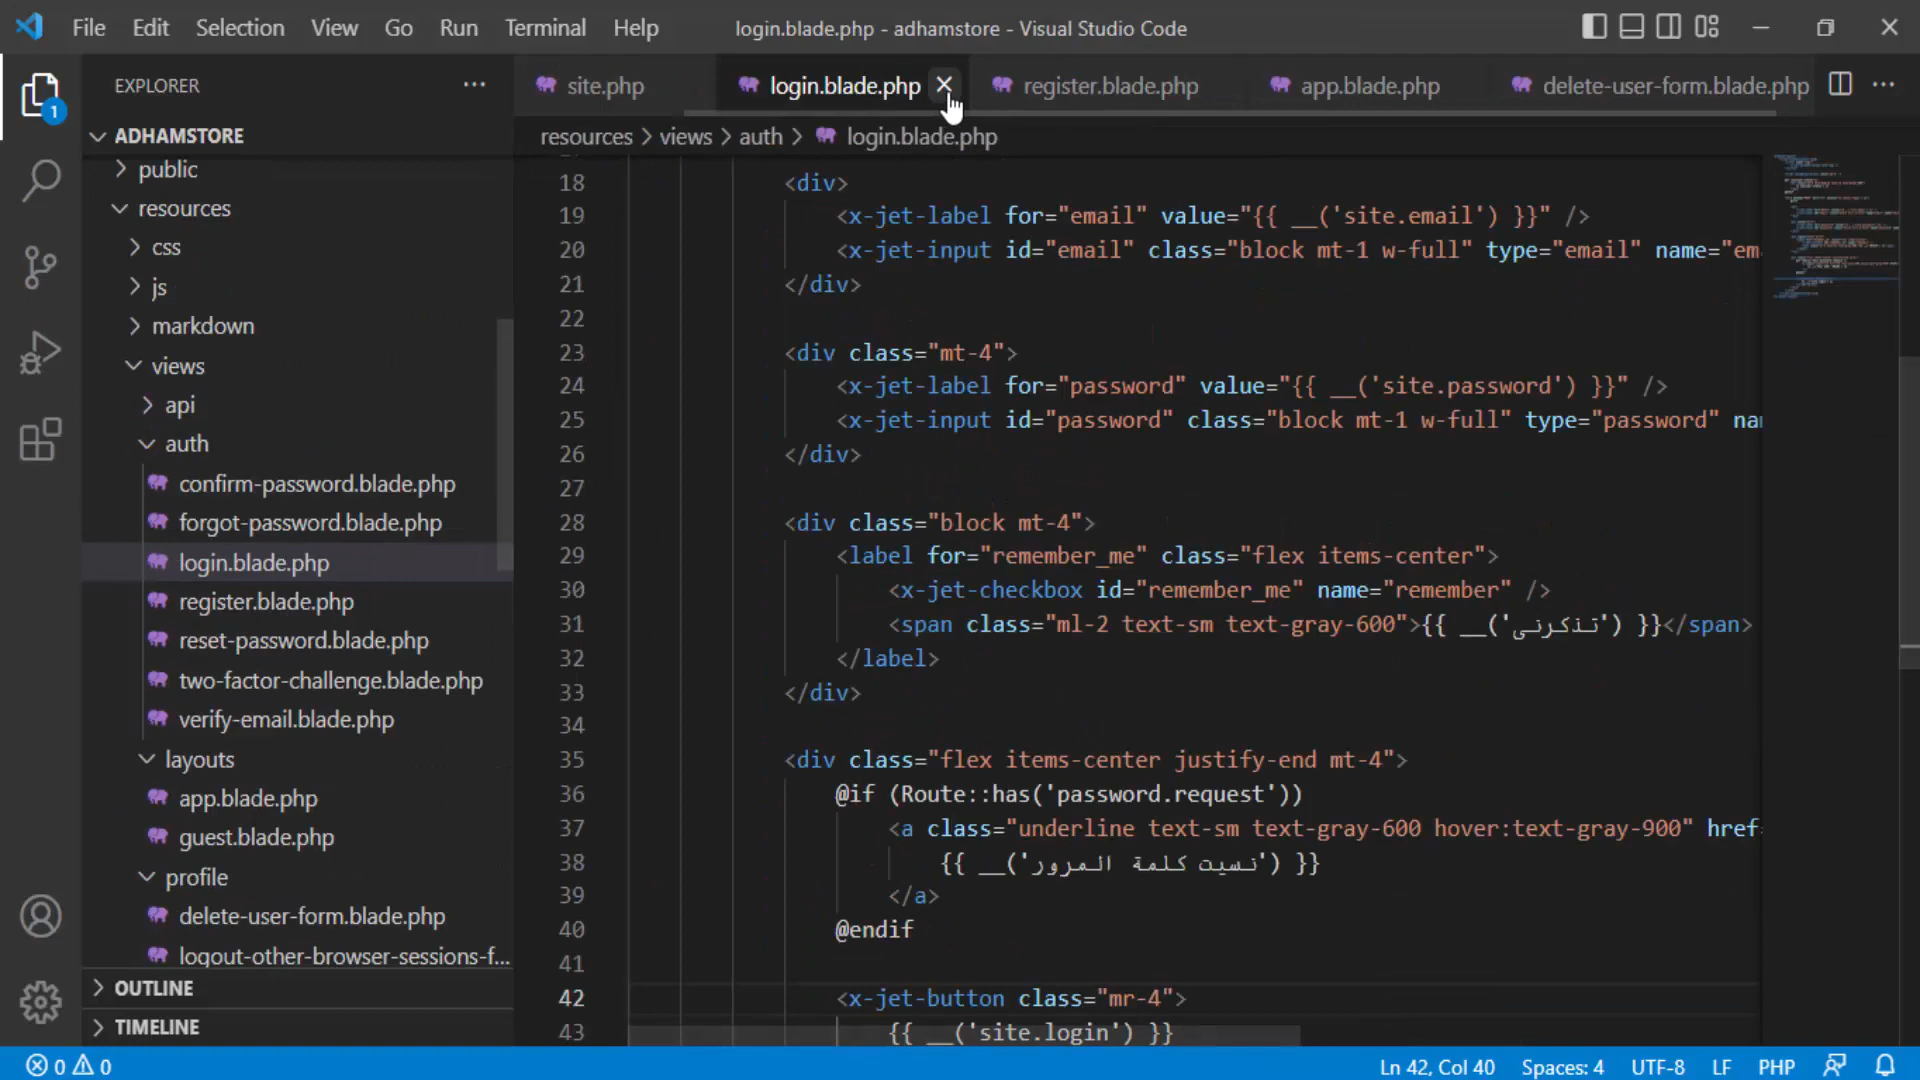 File Edit Selection View Go Run Terminal Help login.blade.php - adhamstore - Visual Studio Code
EXPLORER
site.php login.blade.php register.blade.php app.blade.php delete-user-form.blade.php
1
ADHAMSTORE
resources > views > auth > login.blade.php
public
resources
css
js
markdown
views
api
auth
confirm-password.blade.php
forgot-password.blade.php
login.blade.php
register.blade.php
reset-password.blade.php
two-factor-challenge.blade.php
verify-email.blade.php
layouts
app.blade.php
guest.blade.php
profile
delete-user-form.blade.php
logout-other-browser-sessions-f...
OUTLINE
TIMELINE
18 <div>
19 <x-jet-label for="email" value="{{ __('site.email') }}" />
20 <x-jet-input id="email" class="block mt-1 w-full" type="email" name="em
21 </div>
22
23 <div class="mt-4">
24 <x-jet-label for="password" value="{{ __('site.password') }}" />
25 <x-jet-input id="password" class="block mt-1 w-full" type="password" na
26 </div>
27
28 <div class="block mt-4">
29 <label for="remember_me" class="flex items-center">
30 <x-jet-checkbox id="remember_me" name="remember" />
31 <span class="ml-2 text-sm text-gray-600">{{ __('تذكرنى') }}</span>
32 </label>
33 </div>
34
35 <div class="flex items-center justify-end mt-4">
36 @if (Route::has('password.request'))
37 <a class="underline text-sm text-gray-600 hover:text-gray-900" href=
38 {{ __('نسيت كلمة المرور') }}
39 </a>
40 @endif
41
42 <x-jet-button class="mr-4">
43 {{ __('site.login') }}
0 0 Ln 42, Col 40 Spaces: 4 UTF-8 LF PHP